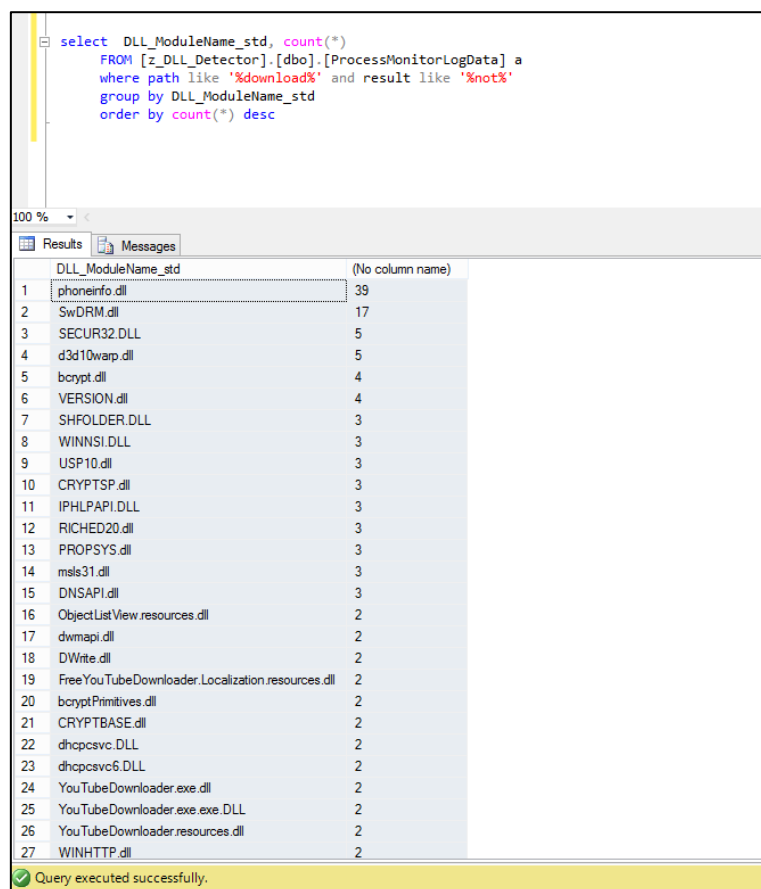 select DLL_ModuleName_std, count(*)
FROM [z_DLL_Detector].[dbo].[ProcessMonitorLogData] a
where path like '%download%' and result like '%not%'
group by DLL_ModuleName_std
order by count(*) desc
100 %
Results Messages
DLL_ModuleName_std (No column name)
1 phoneinfo.dll 39
2 SwDRM.dll 17
3 SECUR32.DLL 5
4 d3d10warp.dll 5
5 bcrypt.dll 4
6 VERSION.dll 4
7 SHFOLDER.DLL 3
8 WINNSI.DLL 3
9 USP10.dll 3
10 CRYPTSP.dll 3
11 IPHLPAPI.DLL 3
12 RICHED20.dll 3
13 PROPSYS.dll 3
14 msls31.dll 3
15 DNSAPI.dll 3
16 ObjectListView.resources.dll 2
17 dwmapi.dll 2
18 DWrite.dll 2
19 FreeYouTubeDownloader.Localization.resources.dll 2
20 bcryptPrimitives.dll 2
21 CRYPTBASE.dll 2
22 dhcpcsvc.DLL 2
23 dhcpcsvc6.DLL 2
24 YouTubeDownloader.exe.dll 2
25 YouTubeDownloader.exe.exe.DLL 2
26 YouTubeDownloader.resources.dll 2
27 WINHTTP.dll 2
Query executed successfully.